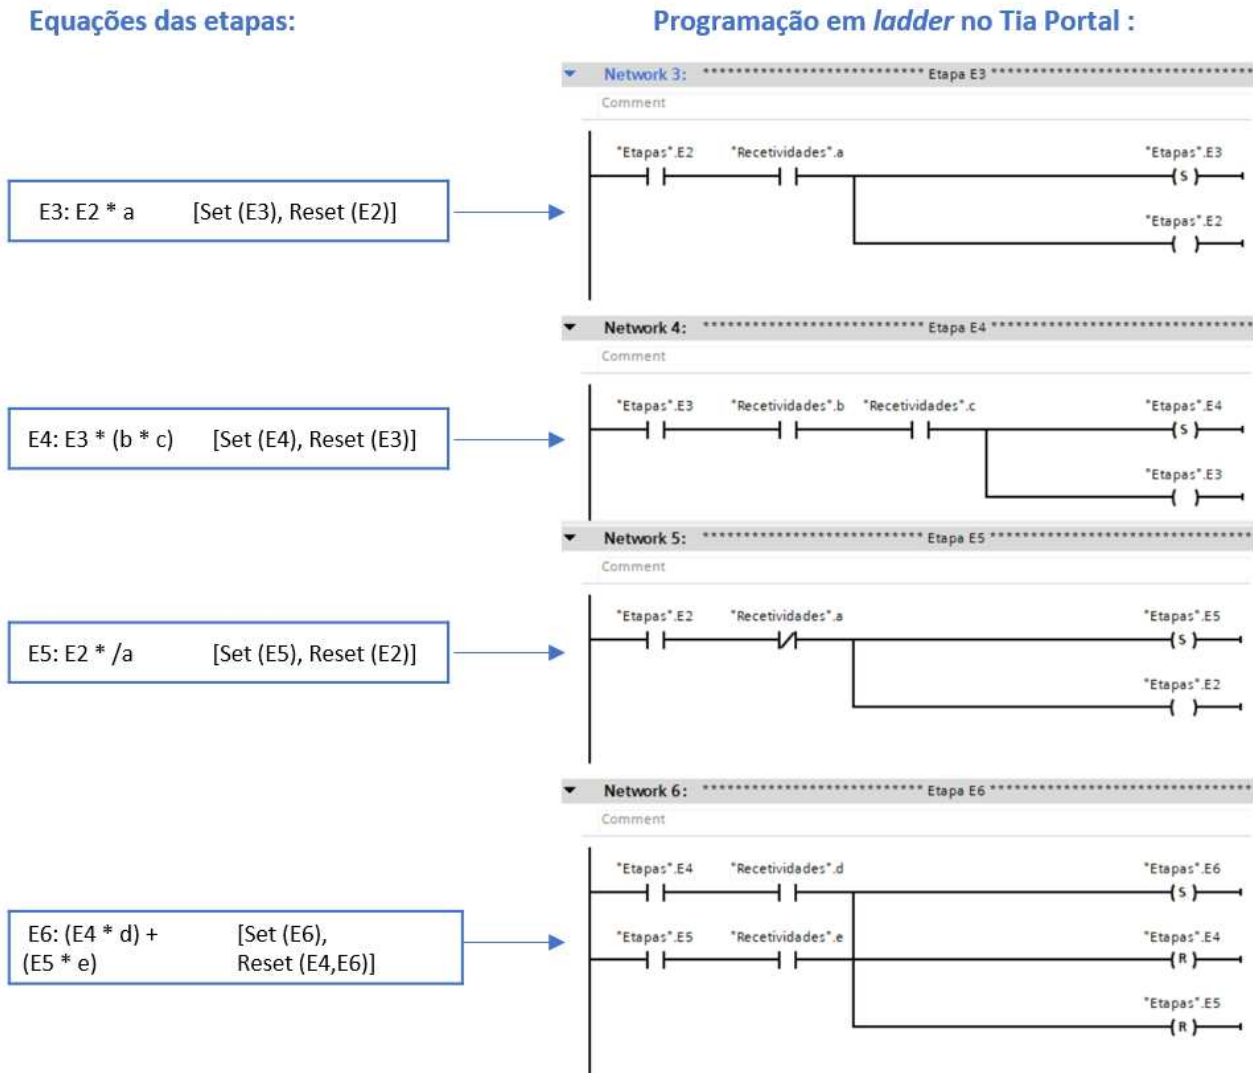 Equações das etapas:
Programação em ladder no Tia Portal :
Network 3: *************************** Etapa E3 ********************************
Comment
"Etapas".E2 "Recetividades".a "Etapas".E3
( S )
"Etapas".E2
( )
E3: E2 * a [Set (E3), Reset (E2)]
Network 4: *************************** Etapa E4 ********************************
Comment
"Etapas".E3 "Recetividades".b "Recetividades".c "Etapas".E4
( S )
"Etapas".E3
( )
E4: E3 * (b * c) [Set (E4), Reset (E3)]
Network 5: *************************** Etapa E5 ********************************
Comment
"Etapas".E2 "Recetividades".a "Etapas".E5
( S )
"Etapas".E2
( )
E5: E2 * /a [Set (E5), Reset (E2)]
Network 6: *************************** Etapa E6 ********************************
Comment
"Etapas".E4 "Recetividades".d "Etapas".E6
( S )
"Etapas".E5 "Recetividades".e "Etapas".E4
( R )
"Etapas".E5
( R )
E6: (E4 * d) + [Set (E6),
(E5 * e) Reset (E4,E6)]